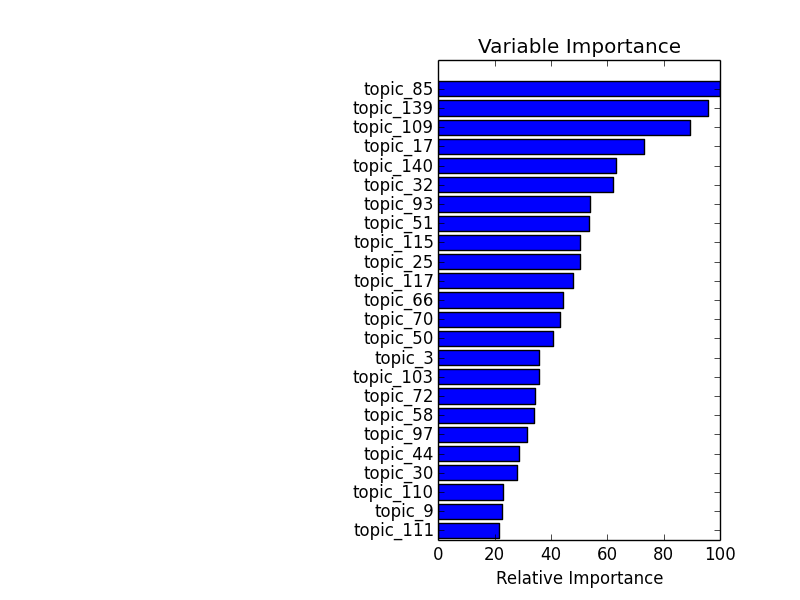 Variable Importance
topic_85
topic_139
topic_109
topic_17
topic_140
topic_32
topic_93
topic_51
topic_115
topic_25
topic_117
topic_66
topic_70
topic_50
topic_3
topic_103
topic_72
topic_58
topic_97
topic_44
topic_30
topic_110
topic_9
topic_111
0 20 40 60 80 100
Relative Importance